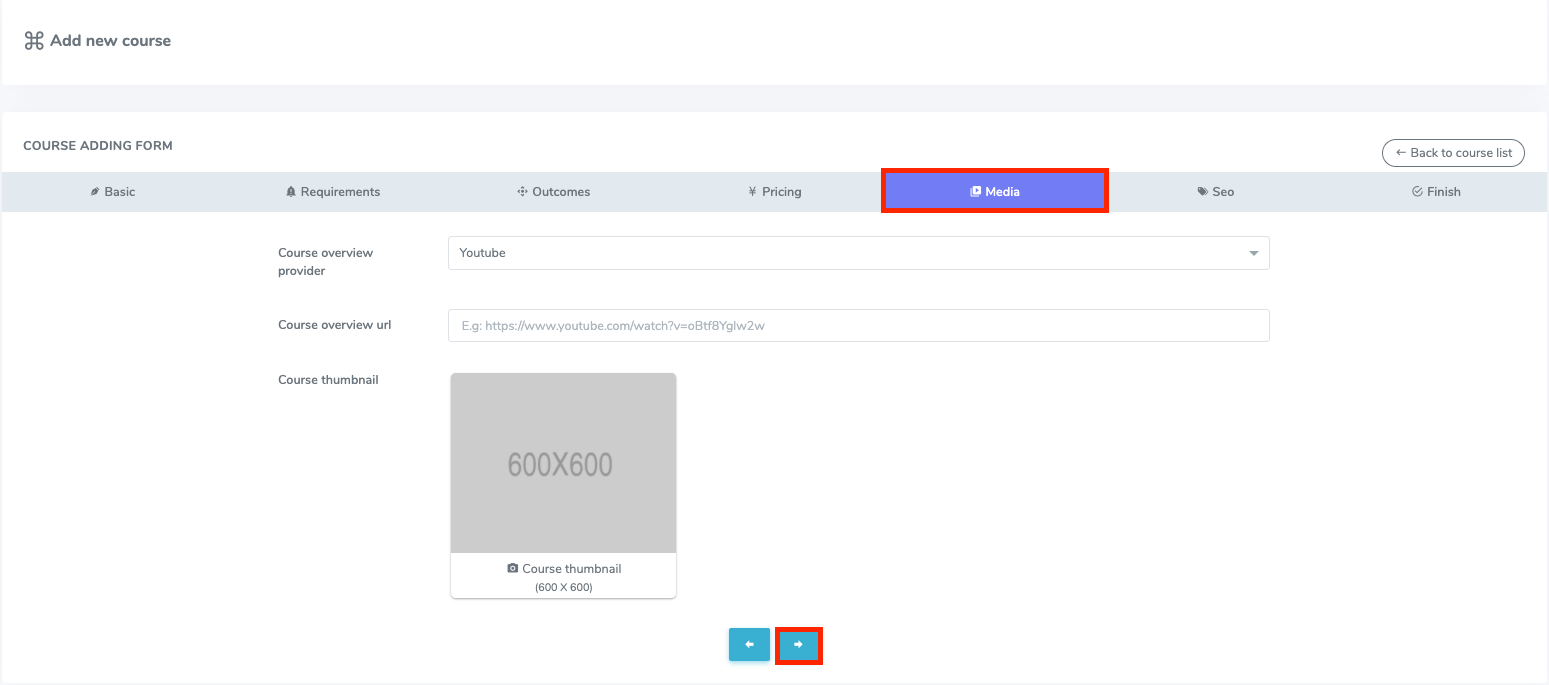 Add new course
COURSE ADDING FORM
← Back to course list
Basic
Requirements
Outcomes
¥ Pricing
Media
Seo
Finish
Course overview
provider
Youtube
Course overview url
E.g: https://www.youtube.com/watch?v=oBtf8Yglw2w
Course thumbnail
600X600
Course thumbnail
(600 X 600)